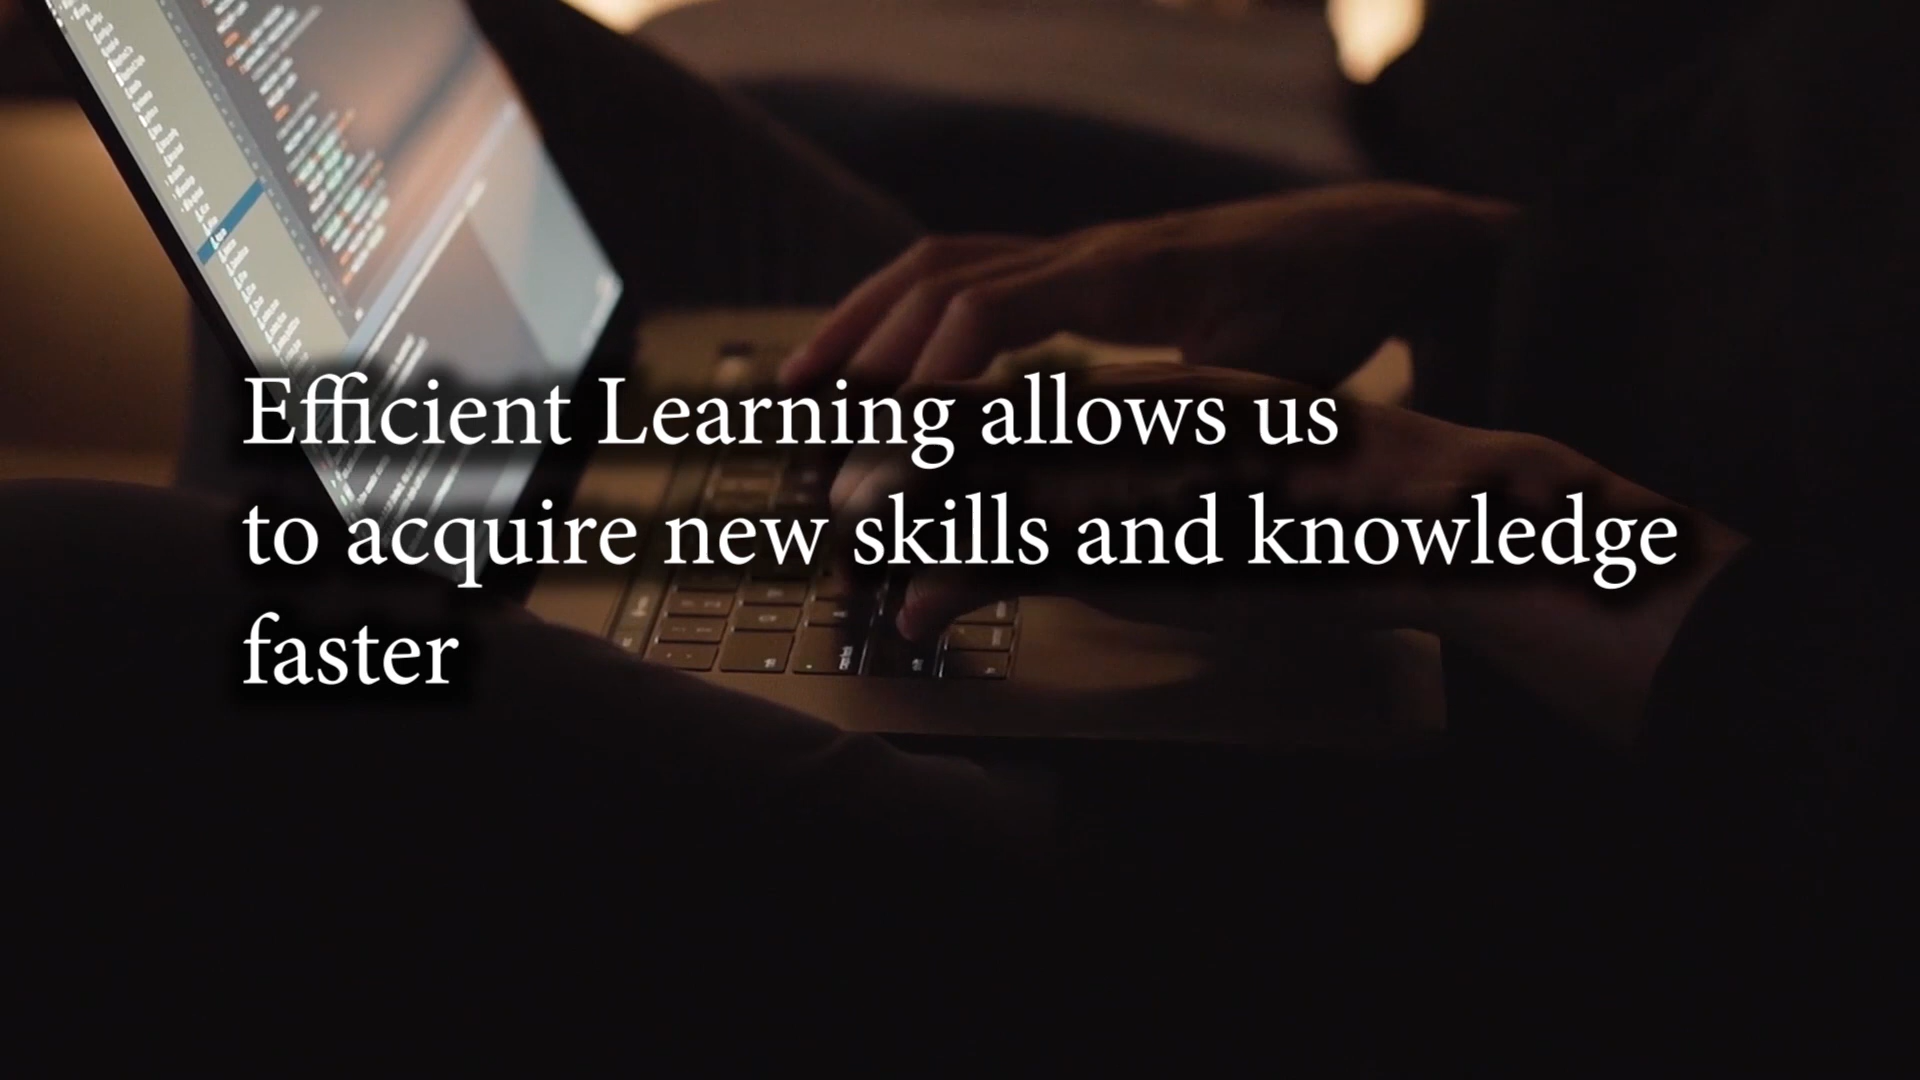 Efficient Learning allows us
to acquire new skills and knowledge
faster